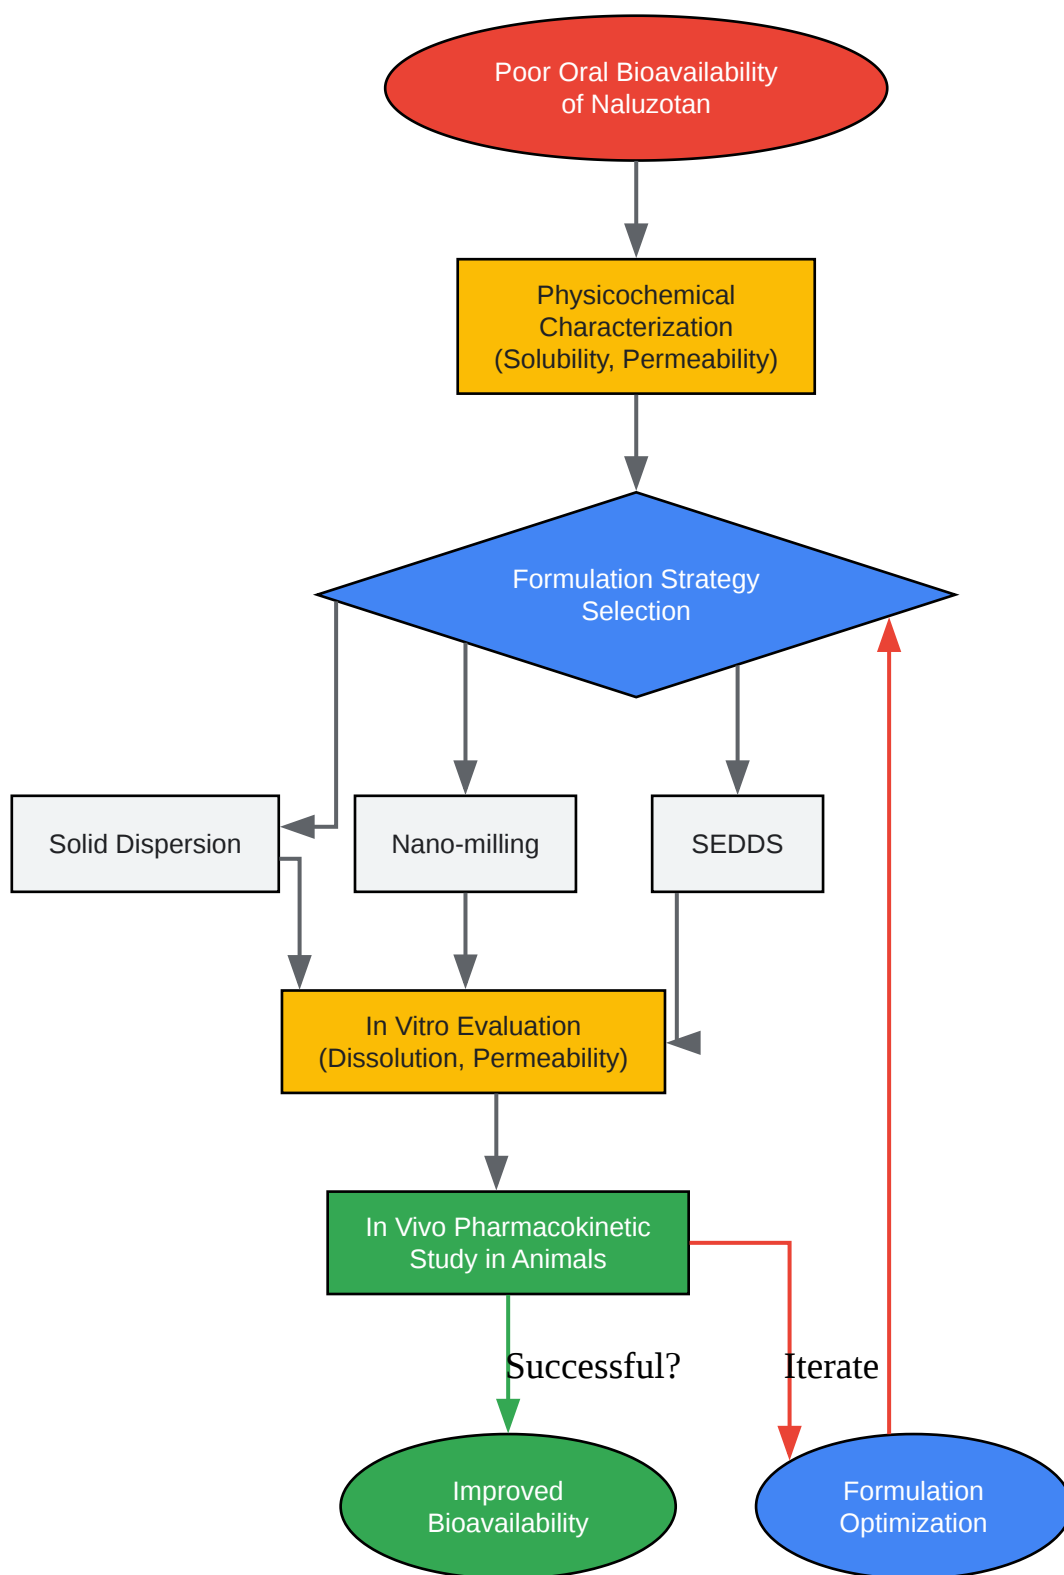 Poor Oral Bioavailability
of Naluzotan
Physicochemical
Characterization
(Solubility, Permeability)
Formulation Strategy
Selection
Solid Dispersion
Nano-milling
SEDDS
In Vitro Evaluation
(Dissolution, Permeability)
In Vivo Pharmacokinetic
Study in Animals
Successful?
Iterate
Improved
Bioavailability
Formulation
Optimization